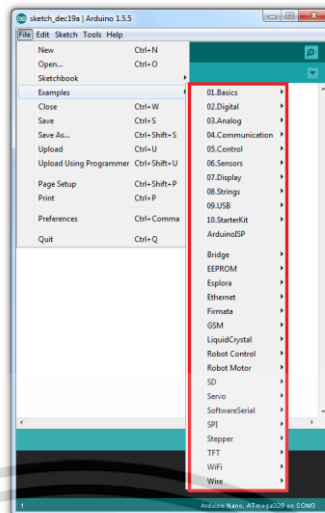 sketch_dec19a | Arduino 1.5.5
File Edit Sketch Tools Help
New Ctrl+N
Open... Ctrl+O
Sketchbook
Examples
Close Ctrl+W
Save Ctrl+S
Save As... Ctrl+Shift+S
Upload Ctrl+U
Upload Using Programmer Ctrl+Shift+U
Page Setup Ctrl+Shift+P
Print Ctrl+P
Preferences Ctrl+Comma
Quit Ctrl+Q
01.Basics
02.Digital
03.Analog
04.Communication
05.Control
06.Sensors
07.Display
08.Strings
09.USB
10.StarterKit
ArduinoISP
Bridge
EEPROM
Esplora
Ethernet
Firmata
GSM
LiquidCrystal
Robot Control
Robot Motor
SD
Servo
SoftwareSerial
SPI
Stepper
TFT
WiFi
Wire
1 Arduino Nano, ATmega328 on COM3